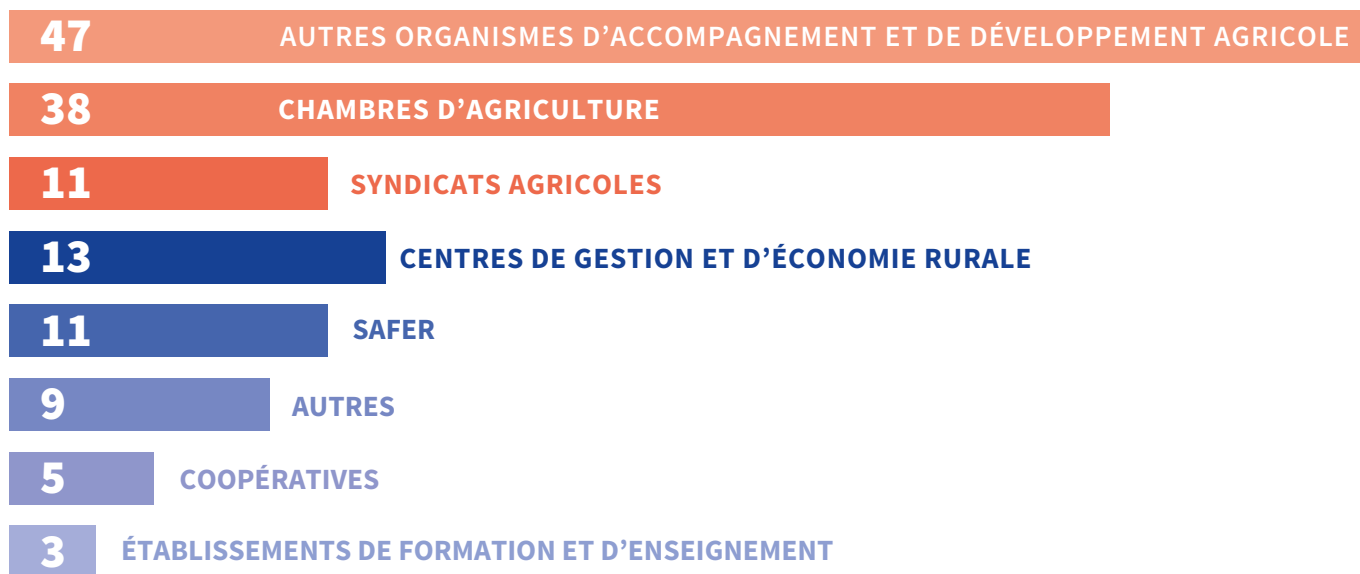 47 AUTRES ORGANISMES D’ACCOMPAGNEMENT ET DE DÉVELOPPEMENT AGRICOLE
38 CHAMBRES D’AGRICULTURE
11 SYNDICATS AGRICOLES
13 CENTRES DE GESTION ET D’ÉCONOMIE RURALE
11 SAFER
9 AUTRES
5 COOPÉRATIVES
3 ÉTABLISSEMENTS DE FORMATION ET D’ENSEIGNEMENT